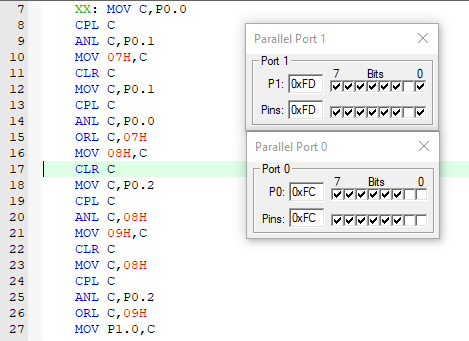 7 XX: MOV C,P0.0
8 CPL C
9 ANL C,P0.1
10 MOV 07H,C
11 CLR C
12 MOV C,P0.1
13 CPL C
14 ANL C,P0.0
15 ORL C,07H
16 MOV 08H,C
17 CLR C
18 MOV C,P0.2
19 CPL C
20 ANL C,08H
21 MOV 09H,C
22 CLR C
23 MOV C,08H
24 CPL C
25 ANL C,P0.2
26 ORL C,09H
27 MOV P1.0,C
Parallel Port 1
Port 1
7 Bits 0
P1: 0xFD
Pins: 0xFD
Parallel Port 0
Port 0
7 Bits 0
P0: 0xFC
Pins: 0xFC